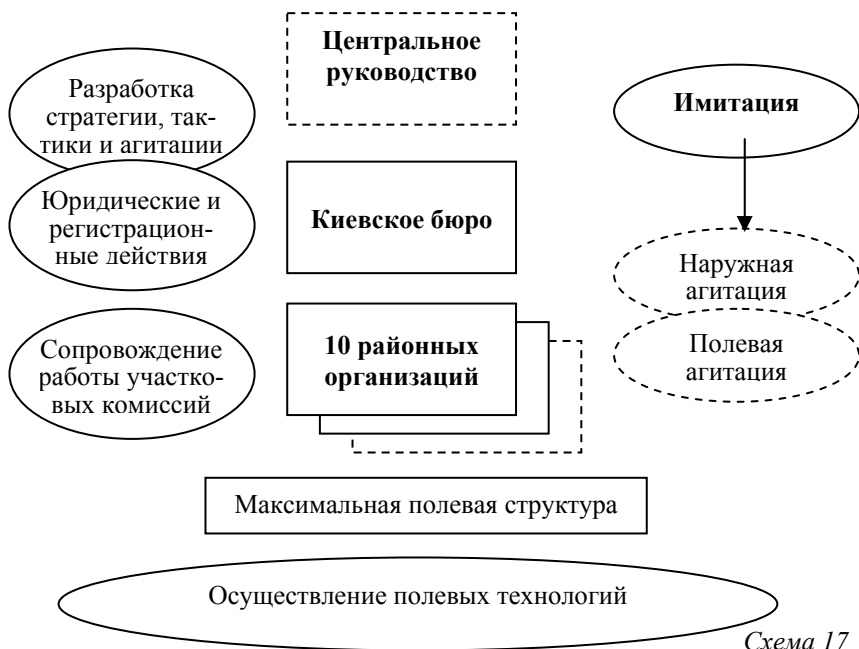 Центральное
руководство
Разработка
стратегии, так-
тики и агитации
Имитация
Юридические и
регистрацион-
ные действия
Киевское бюро
Наружная
агитация
Сопровождение
работы участко-
вых комиссий
10 районных
организаций
Полевая
агитация
Максимальная полевая структура
Осуществление полевых технологий
Схема 17